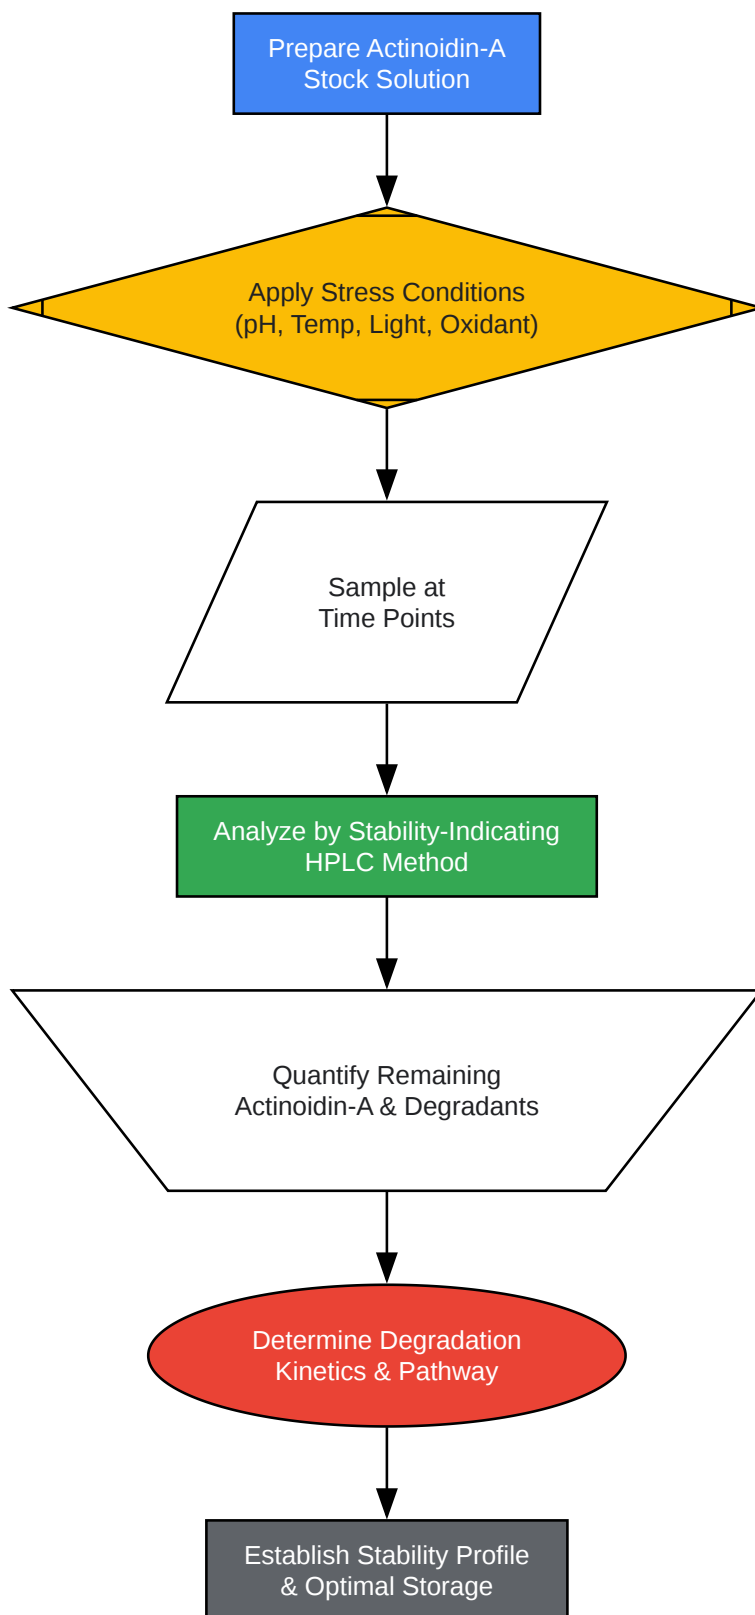 Prepare Actinoidin-A
Stock Solution
Apply Stress Conditions
(pH, Temp, Light, Oxidant)
Sample at
Time Points
Analyze by Stability-Indicating
HPLC Method
Quantify Remaining
Actinoidin-A & Degradants
Determine Degradation
Kinetics & Pathway
Establish Stability Profile
& Optimal Storage